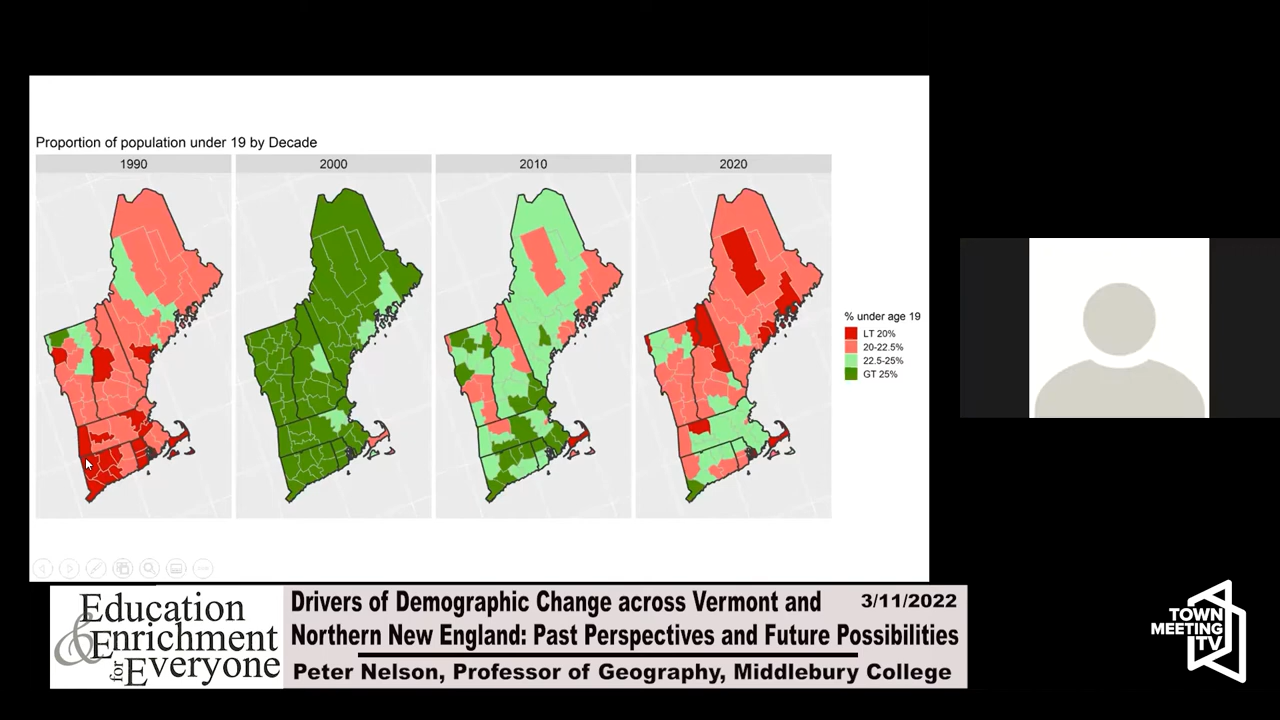 Proportion of population under 19 by Decade
1990
2000
2010
2020
% under age 19
LT 20%
20-22.5%
22.5-25%
GT 25%
Education
& Enrichment
for Everyone
Drivers of Demographic Change across Vermont and
Northern New England: Past Perspectives and Future Possibilities
3/11/2022
Peter Nelson, Professor of Geography, Middlebury College
TOWN
MEETING
TV